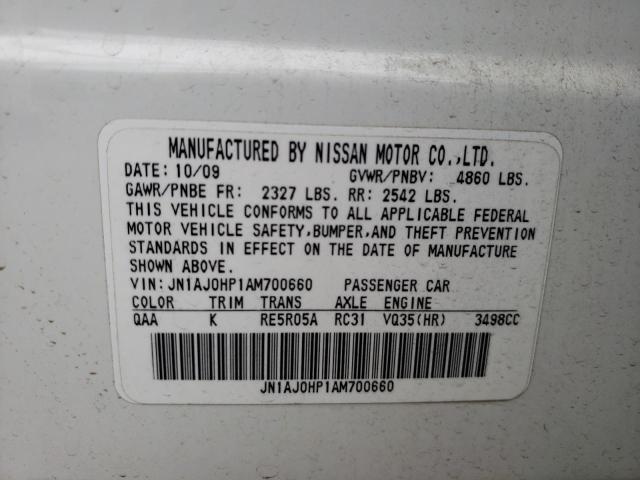 MANUFACTURED BY NISSAN MOTOR CO.,LTD.
DATE: 10/09 GVWR/PNBV: 4860 LBS.
GAWR/PNBE FR: 2327 LBS. RR: 2542 LBS.
THIS VEHICLE CONFORMS TO ALL APPLICABLE FEDERAL
MOTOR VEHICLE SAFETY,BUMPER,AND THEFT PREVENTION
STANDARDS IN EFFECT ON THE DATE OF MANUFACTURE
SHOWN ABOVE.
VIN: JN1AJ0HP1AM700660 PASSENGER CAR
COLOR TRIM TRANS AXLE ENGINE
QAA K RE5R05A RC31 VQ35(HR) 3498CC
JN1AJ0HP1AM700660